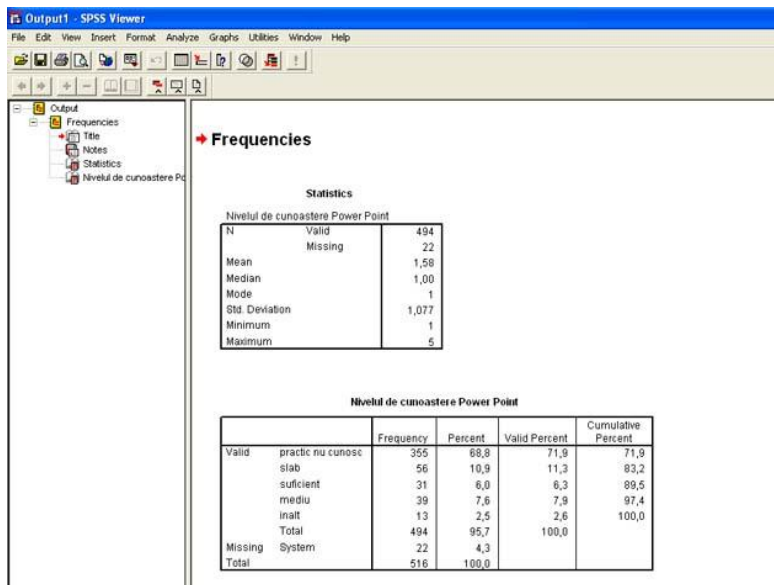 Output1 - SPSS Viewer
File Edit View Insert Format Analyze Graphs Utilities Window Help
Output
Frequencies
Title
Notes
Statistics
Nivelul de cunoastere Po
Frequencies
Statistics
Nivelul de cunoastere Power Point
N Valid 494
Missing 22
Mean 1,58
Median 1,00
Mode 1
Std. Deviation 1,077
Minimum 1
Maximum 5
Nivelul de cunoastere Power Point
Frequency Percent Valid Percent Cumulative Percent
Valid practic nu cunosc 355 68,8 71,9 71,9
slab 56 10,9 11,3 83,2
suficient 31 6,0 6,3 89,5
mediu 39 7,6 7,9 97,4
inalt 13 2,5 2,6 100,0
Total 494 95,7 100,0
Missing System 22 4,3
Total 516 100,0